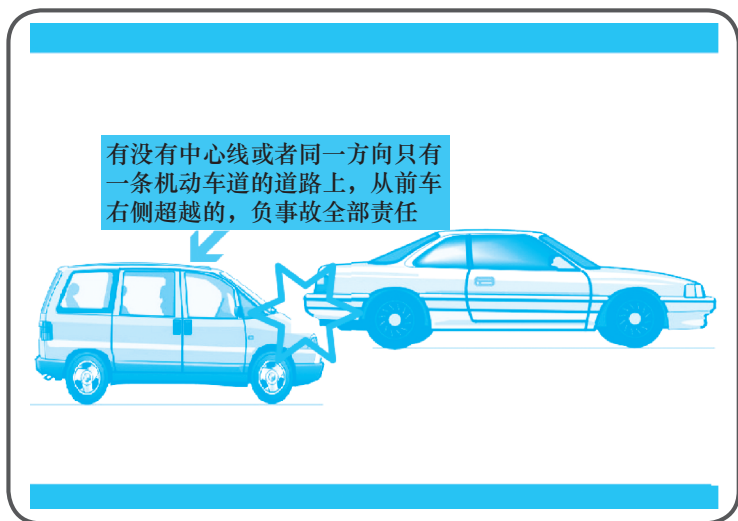 有没有中心线或者同一方向只有
一条机动车道的道路上，从前车
右侧超越的，负事故全部责任